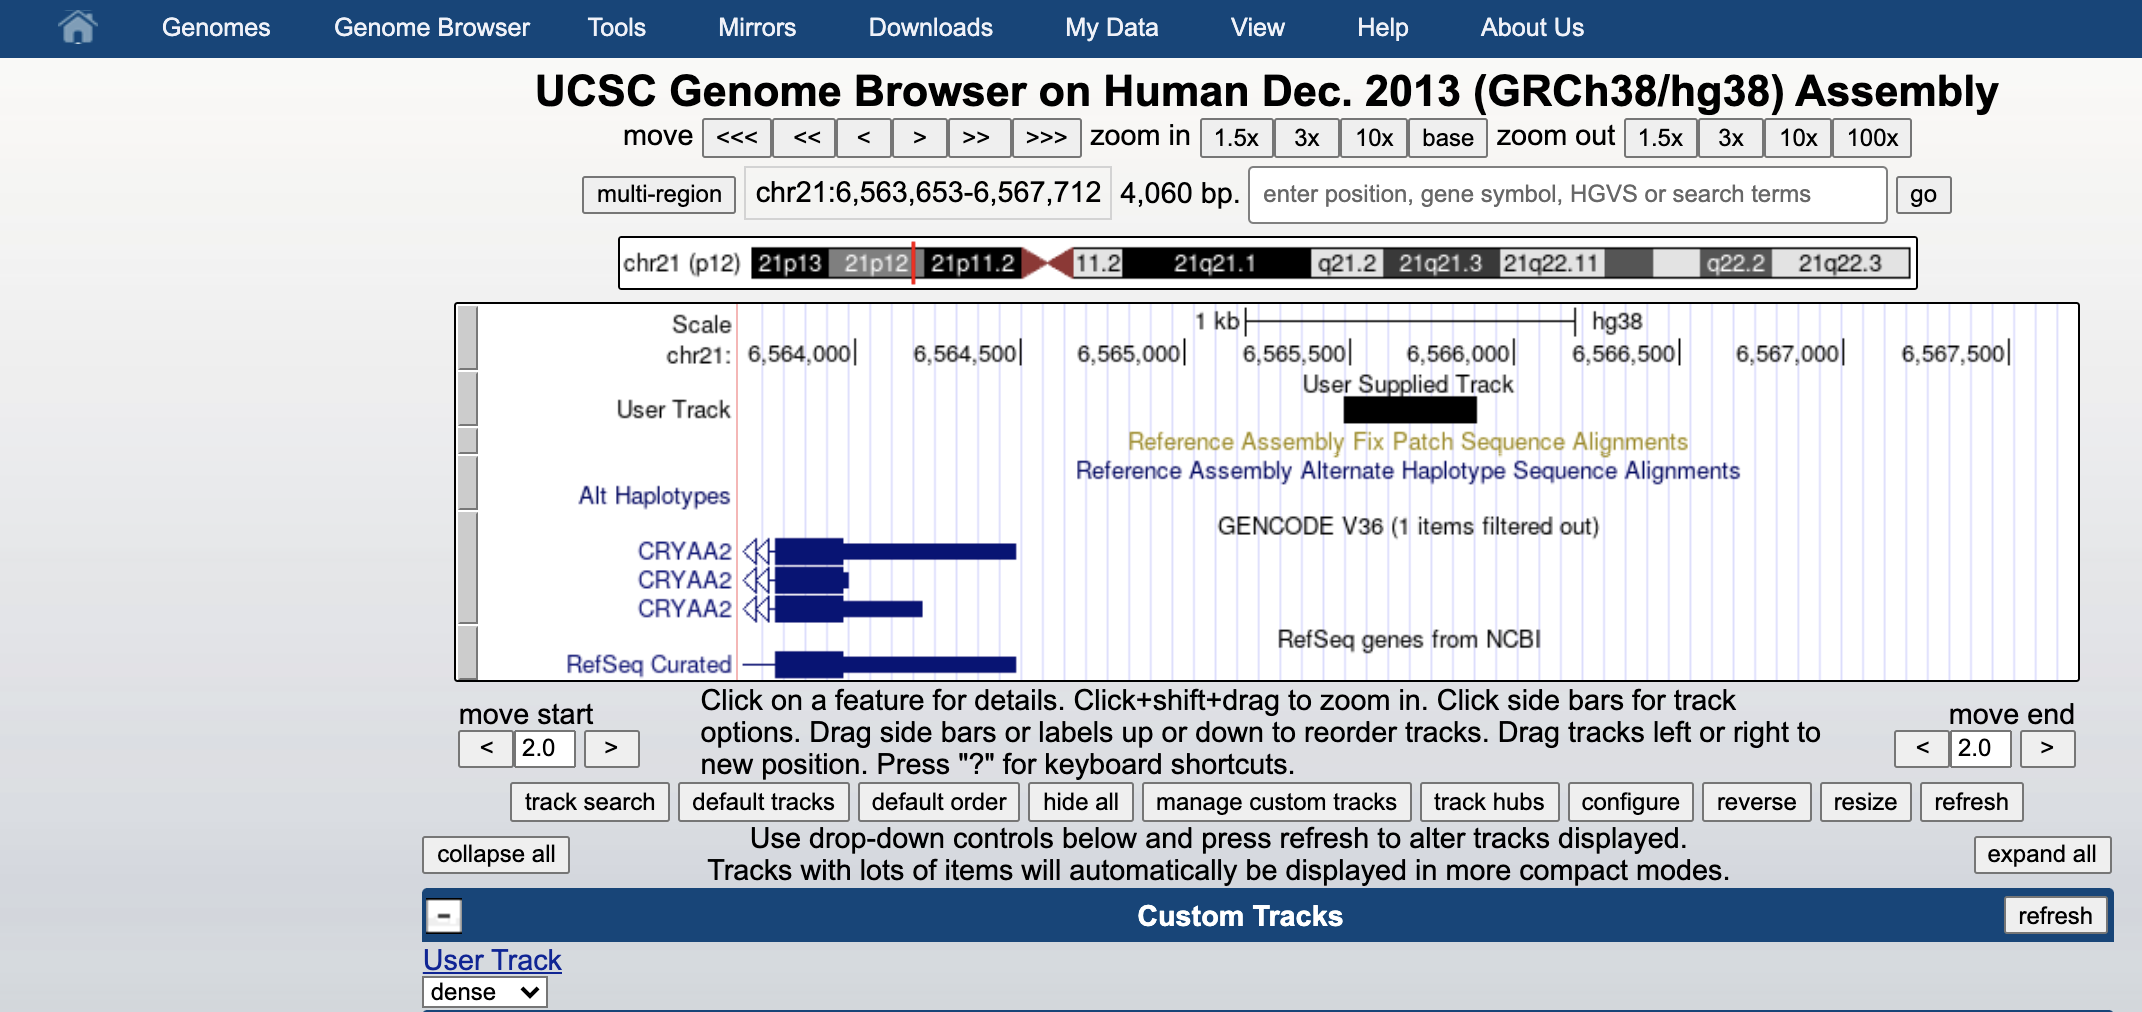 Genomes Genome Browser Tools Mirrors Downloads My Data View Help About Us
UCSC Genome Browser on Human Dec. 2013 (GRCh38/hg38) Assembly
move <<< << < > >> >>> zoom in 1.5x 3x 10x base zoom out 1.5x 3x 10x 100x
multi-region chr21:6,563,653-6,567,712 4,060 bp. enter position, gene symbol, HGVS or search terms go
chr21 (p12) 21p13 21p12 21p11.2 11.2 21q21.1 q21.2 21q21.3 21q22.11 q22.2 21q22.3
Scale 1 kb hg38
chr21: 6,564,000 6,564,500 6,565,000 6,565,500 6,566,000 6,566,500 6,567,000 6,567,500
User Supplied Track
User Track
Reference Assembly Fix Patch Sequence Alignments
Reference Assembly Alternate Haplotype Sequence Alignments
Alt Haplotypes
GENCODE V36 (1 items filtered out)
CRYAA2
CRYAA2
CRYAA2
RefSeq genes from NCBI
RefSeq Curated
move start
< 2.0 >
Click on a feature for details. Click+shift+drag to zoom in. Click side bars for track
options. Drag side bars or labels up or down to reorder tracks. Drag tracks left or right to
new position. Press "?" for keyboard shortcuts.
move end
< 2.0 >
track search default tracks default order hide all manage custom tracks track hubs configure reverse resize refresh
collapse all
Use drop-down controls below and press refresh to alter tracks displayed.
Tracks with lots of items will automatically be displayed in more compact modes.
expand all
- Custom Tracks refresh
User Track
dense